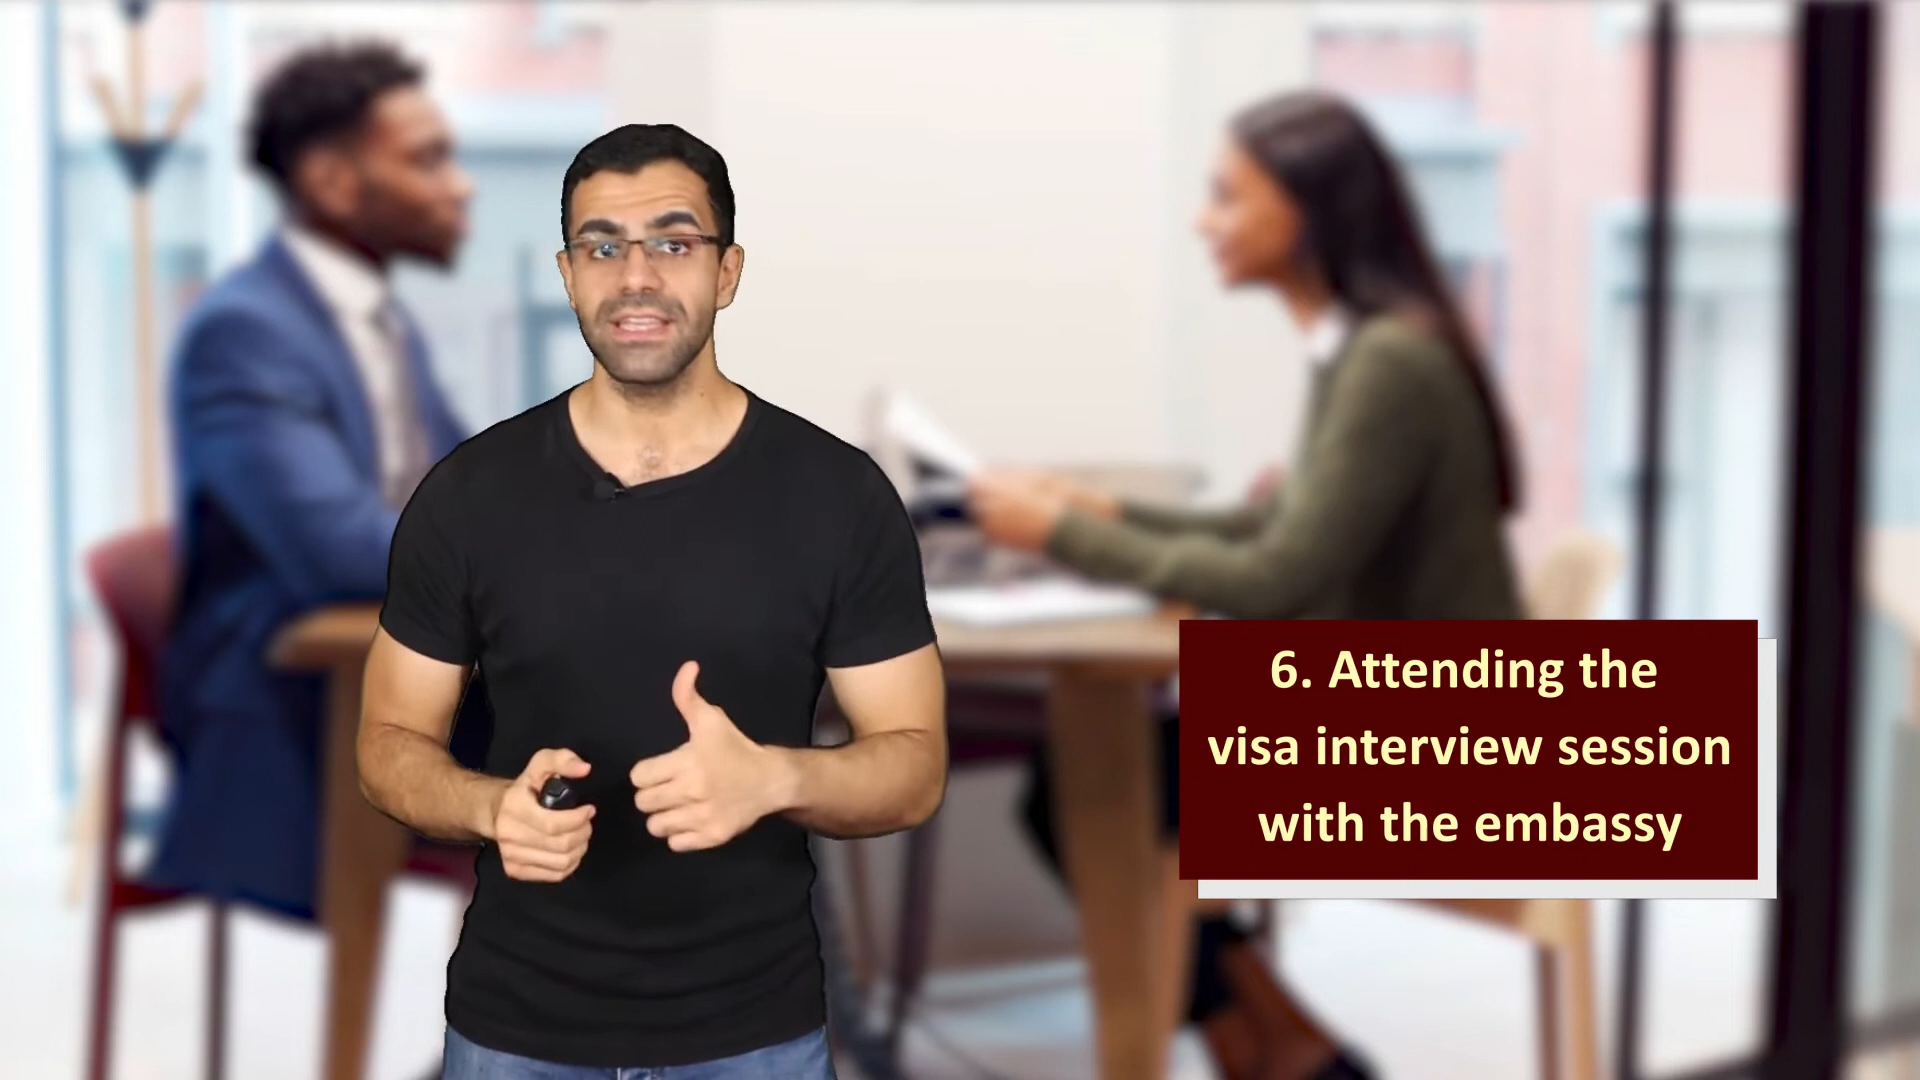 6. Attending the
visa interview session
with the embassy